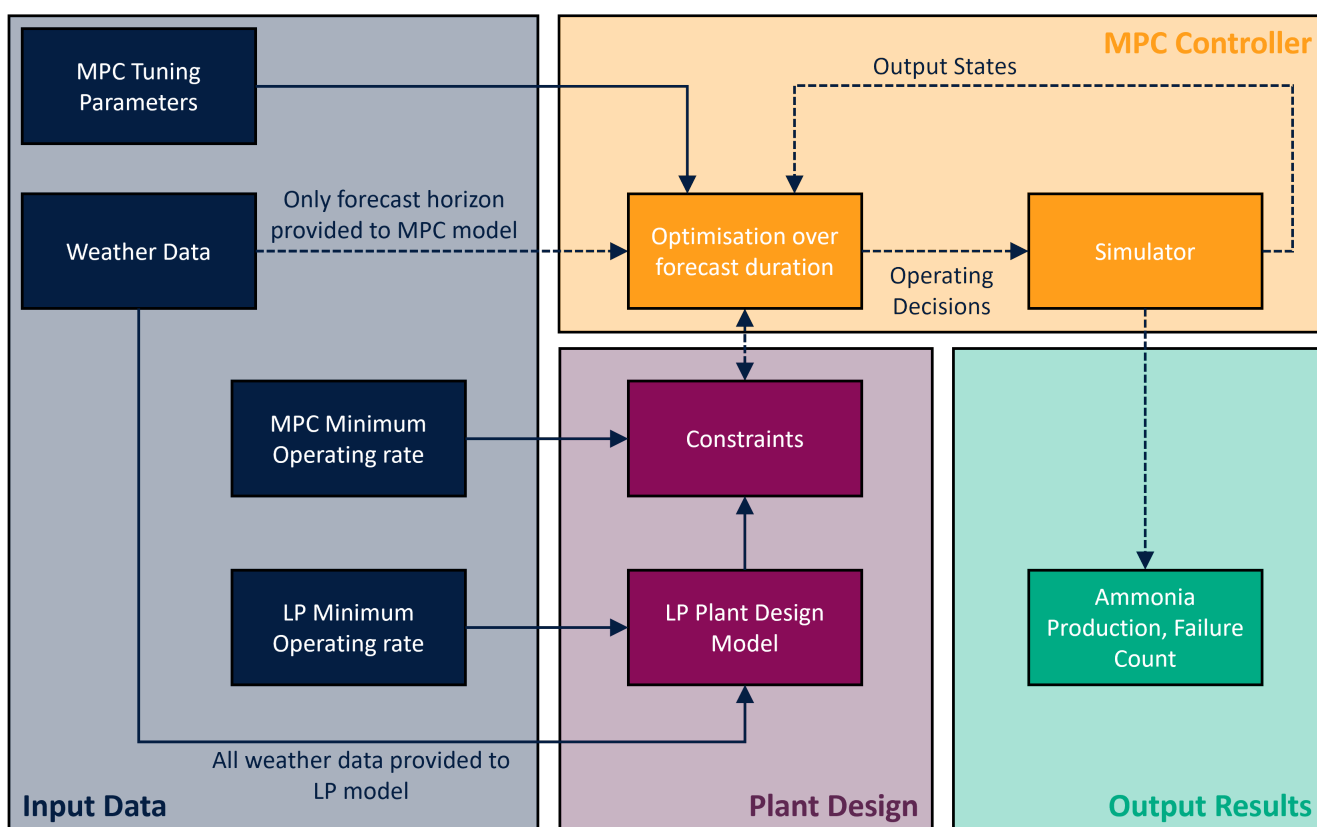 MPC Tuning
Parameters
MPC Controller
Output States
Weather Data
Only forecast horizon
provided to MPC model
Optimisation over
forecast duration
Operating
Decisions
Simulator
MPC Minimum
Operating rate
Constraints
LP Minimum
Operating rate
LP Plant Design
Model
Ammonia
Production, Failure
Count
All weather data provided to
LP model
Input Data
Plant Design
Output Results